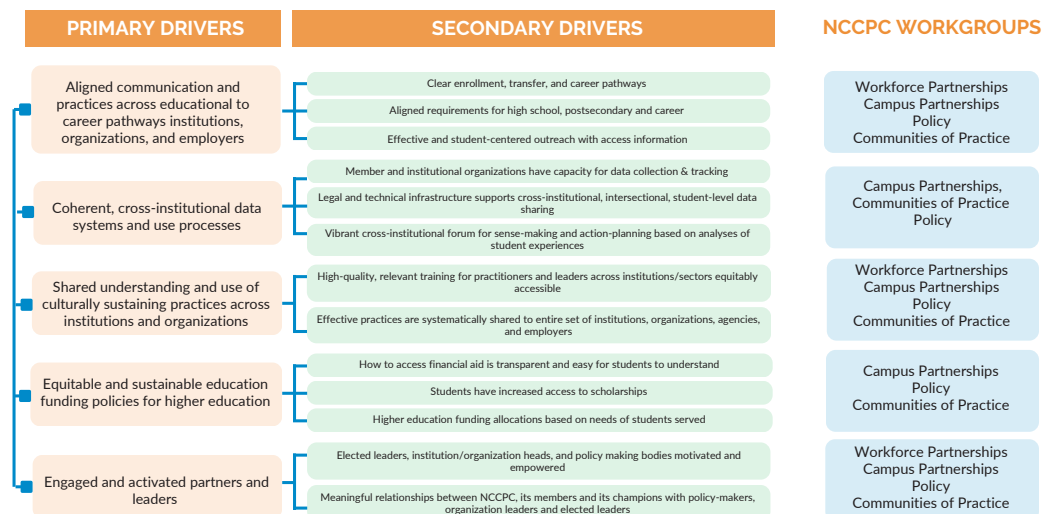 PRIMARY DRIVERS
SECONDARY DRIVERS
NCCPC WORKGROUPS
Aligned communication and
practices across educational to
career pathways institutions,
organizations, and employers
Clear enrollment, transfer, and career pathways
Aligned requirements for high school, postsecondary and career
Effective and student-centered outreach with access information
Workforce Partnerships
Campus Partnerships
Policy
Communities of Practice
Coherent, cross-institutional data
systems and use processes
Member and institutional organizations have capacity for data collection & tracking
Legal and technical infrastructure supports cross-institutional, intersectional, student-level data
sharing
Vibrant cross-institutional forum for sense-making and action-planning based on analyses of
student experiences
Campus Partnerships,
Communities of Practice
Policy
Shared understanding and use of
culturally sustaining practices across
institutions and organizations
High-quality, relevant training for practitioners and leaders across institutions/sectors equitably
accessible
Effective practices are systematically shared to entire set of institutions, organizations, agencies,
and employers
Workforce Partnerships
Campus Partnerships
Policy
Communities of Practice
Equitable and sustainable education
funding policies for higher education
How to access financial aid is transparent and easy for students to understand
Students have increased access to scholarships
Higher education funding allocations based on needs of students served
Campus Partnerships
Policy
Communities of Practice
Engaged and activated partners and
leaders
Elected leaders, institution/organization heads, and policy making bodies motivated and
empowered
Meaningful relationships between NCCPC, its members and its champions with policy-makers,
organization leaders and elected leaders
Workforce Partnerships
Campus Partnerships
Policy
Communities of Practice